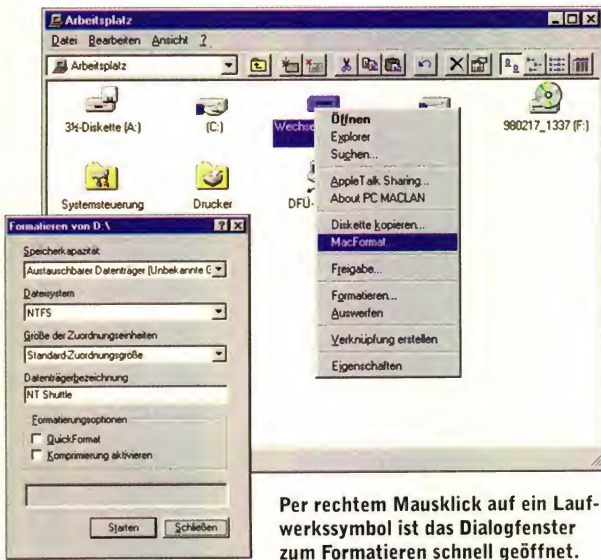 Arbeitsplatz
Datei Bearbeiten Ansicht ?
Arbeitsplatz
3½-Diskette (A:)
(C:)
980217_1337 (F:)
Systemsteuerung
Drucker
DFÜ-
Öffnen
Explorer
Suchen...
AppleTalk Sharing...
About PC MACLAN
Diskette kopieren...
MacFormat...
Freigabe...
Formatieren...
Auswerfen
Verknüpfung erstellen
Eigenschaften
Formatieren von D:\
Speicherkapazität
Austauschbarer Datenträger (Unbekannte G
Dateisystem
NTFS
Größe der Zuordnungseinheiten
Standard-Zuordnungsgröße
Datenträgerbezeichnung
NT Shuttle
Formatierungsoptionen
QuickFormat
Komprimierung aktivieren
Starten
Schließen
Per rechtem Mausklick auf ein Lauf-
werkssymbol ist das Dialogfenster
zum Formatieren schnell geöffnet.